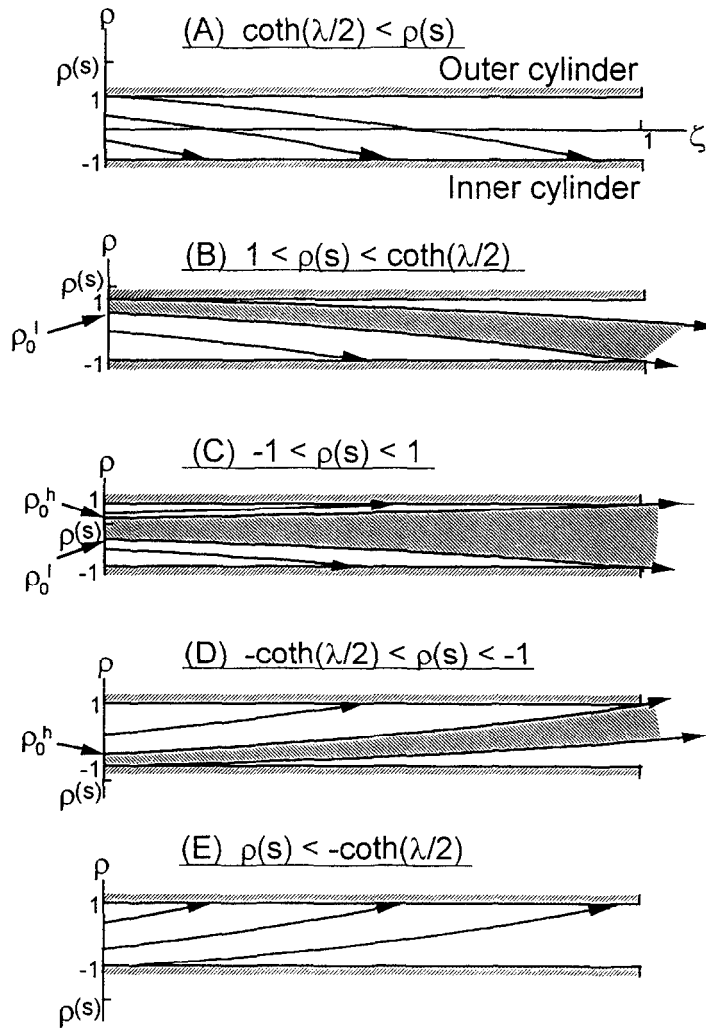 ρ
(A) coth(λ/2) < ρ(s)
ρ(s)
Outer cylinder
1
1
ζ
-1
Inner cylinder
ρ
(B) 1 < ρ(s) < coth(λ/2)
ρ(s)
1
ρ₀ˡ
-1
(C) -1 < ρ(s) < 1
ρ
1
ρ₀ʰ
ρ(s)
-1
ρ₀ˡ
(D) -coth(λ/2) < ρ(s) < -1
ρ
1
ρ₀ʰ
-1
ρ(s)
(E) ρ(s) < -coth(λ/2)
ρ
1
-1
ρ(s)